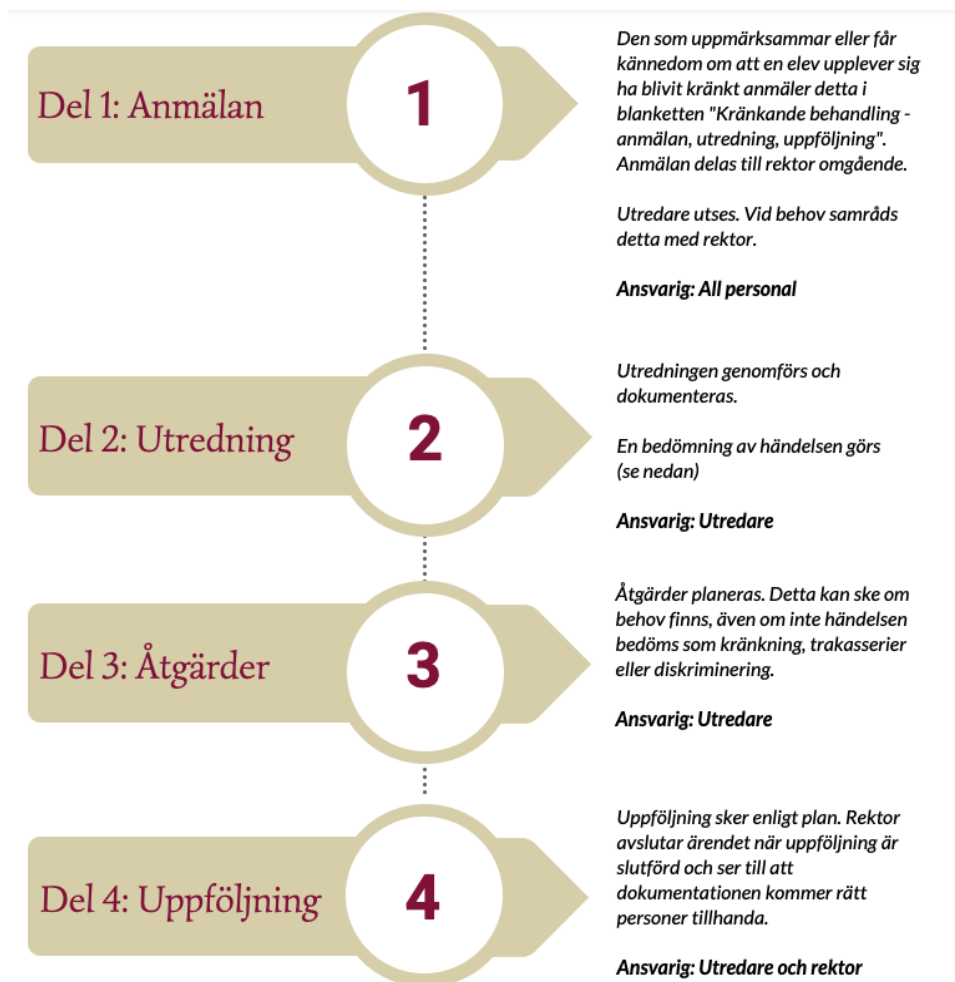 Del 1: Anmälan
1
Den som uppmärksammar eller får
kännedom om att en elev upplever sig
ha blivit kränkt anmäler detta i
blanketten "Kränkande behandling -
anmälan, utredning, uppföljning".
Anmälan delas till rektor omgående.
Utredare utses. Vid behov samråds
detta med rektor.
Ansvarig: All personal
Del 2: Utredning
2
Utredningen genomförs och
dokumenteras.
En bedömning av händelsen görs
(se nedan)
Ansvarig: Utredare
Del 3: Åtgärder
3
Åtgärder planeras. Detta kan ske om
behov finns, även om inte händelsen
bedöms som kränkning, trakasserier
eller diskriminering.
Ansvarig: Utredare
Del 4: Uppföljning
4
Uppföljning sker enligt plan. Rektor
avslutar ärendet när uppföljning är
slutförd och ser till att
dokumentationen kommer rätt
personer tillhanda.
Ansvarig: Utredare och rektor